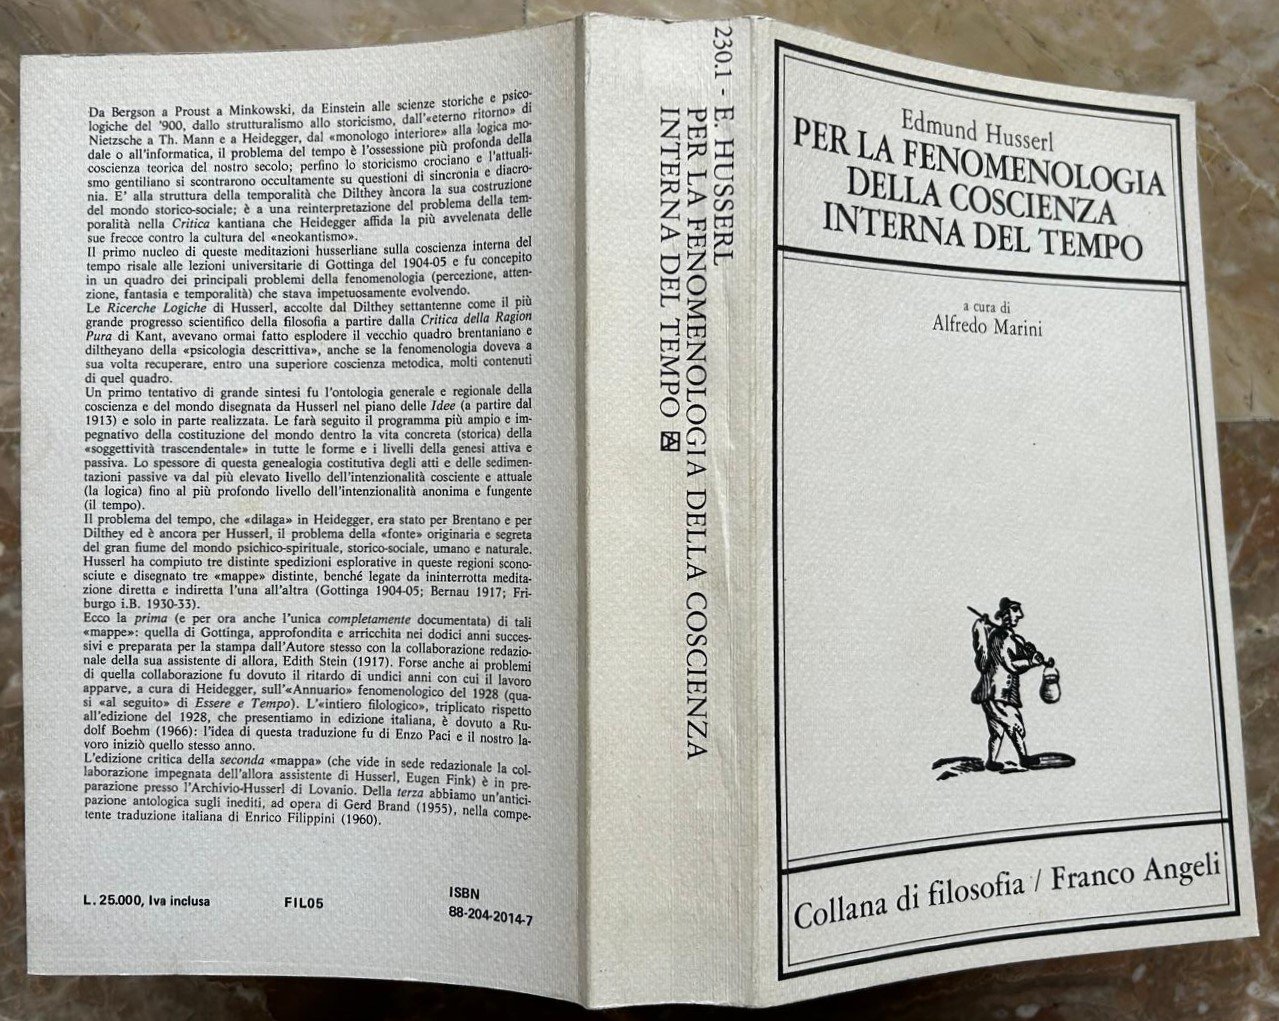 Da Bergson a Proust a Minkowski, da Einstein alle scienze storiche e psico-
logiche del '900, dallo strutturalismo allo storicismo, dall'«eterno ritorno» di
Nietzsche a Th. Mann e a Heidegger, dal «monologo interiore» alla logica mo-
dale o all'informatica, il problema del tempo è l'ossessione più profonda della
coscienza teorica del nostro secolo; perfino lo storicismo crociano e l'attuali-
smo gentiliano si scontrarono occultamente su questioni di sincronia e diacro-
nia. E' alla struttura della temporalità che Dilthey àncora la sua costruzione
del mondo storico-sociale; è a una reinterpretazione del problema della tem-
poralità nella Critica kantiana che Heidegger affida la più avvelenata delle
sue frecce contro la cultura del «neokantismo».
Il primo nucleo di queste meditazioni husserliane sulla coscienza interna del
tempo risale alle lezioni universitarie di Gottinga del 1904-05 e fu concepito
in un quadro dei principali problemi della fenomenologia (percezione, atten-
zione, fantasia e temporalità) che stava impetuosamente evolvendo.
Le Ricerche Logiche di Husserl, accolte dal Dilthey settantenne come il più
grande progresso scientifico della filosofia a partire dalla Critica della Ragion
Pura di Kant, avevano ormai fatto esplodere il vecchio quadro brentaniano e
diltheyano della «psicologia descrittiva», anche se la fenomenologia doveva a
sua volta recuperare, entro una superiore coscienza metodica, molti contenuti
di quel quadro.
Un primo tentativo di grande sintesi fu l'ontologia generale e regionale della
coscienza e del mondo disegnata da Husserl nel piano delle Idee (a partire dal
1913) e solo in parte realizzata. Le farà seguito il programma più ampio e im-
pegnativo della costituzione del mondo dentro la vita concreta (storica) della
«soggettività trascendentale» in tutte le forme e i livelli della genesi attiva e
passiva. Lo spessore di questa genealogia costitutiva degli atti e delle sedimen-
tazioni passive va dal più elevato livello dell'intenzionalità cosciente e attuale
(la logica) fino al più profondo livello dell'intenzionalità anonima e fungente
(il tempo).
Il problema del tempo, che «dilaga» in Heidegger, era stato per Brentano e per
Dilthey ed è ancora per Husserl, il problema della «fonte» originaria e segreta
del gran fiume del mondo psichico-spirituale, storico-sociale, umano e naturale.
Husserl ha compiuto tre distinte spedizioni esplorative in queste regioni scono-
sciute e disegnato tre «mappe» distinte, benché legate da ininterrotta medita-
zione diretta e indiretta l'una all'altra (Gottinga 1904-05; Bernau 1917; Fri-
burgo i.B. 1930-33).
Ecco la prima (e per ora anche l'unica completamente documentata) di tali
«mappe»: quella di Gottinga, approfondita e arricchita nei dodici anni succes-
sivi e preparata per la stampa dall'Autore stesso con la collaborazione redazio-
nale della sua assistente di allora, Edith Stein (1917). Forse anche ai problemi
di quella collaborazione fu dovuto il ritardo di undici anni con cui il lavoro
apparve, a cura di Heidegger, sull'«Annuario» fenomenologico del 1928 (qua-
si «al seguito» di Essere e Tempo). L'«intiero filologico», triplicato rispetto
all'edizione del 1928, che presentiamo in edizione italiana, è dovuto a Ru-
dolf Boehm (1966): l'idea di questa traduzione fu di Enzo Paci e il nostro la-
voro iniziò quello stesso anno.
L'edizione critica della seconda «mappa» (che vide in sede redazionale la col-
laborazione impegnata dell'allora assistente di Husserl, Eugen Fink) è in pre-
parazione presso l'Archivio-Husserl di Lovanio. Della terza abbiamo un'antici-
pazione antologica sugli inediti, ad opera di Gerd Brand (1955), nella compe-
tente traduzione italiana di Enrico Filippini (1960).
L. 25.000, Iva inclusa
FIL05
ISBN
88-204-2014-7
230.1 - E. HUSSERL
PER LA FENOMENOLOGIA DELLA COSCIENZA
INTERNA DEL TEMPO
Edmund Husserl
PER LA FENOMENOLOGIA
DELLA COSCIENZA
INTERNA DEL TEMPO
a cura di
Alfredo Marini
Collana di filosofia / Franco Angeli